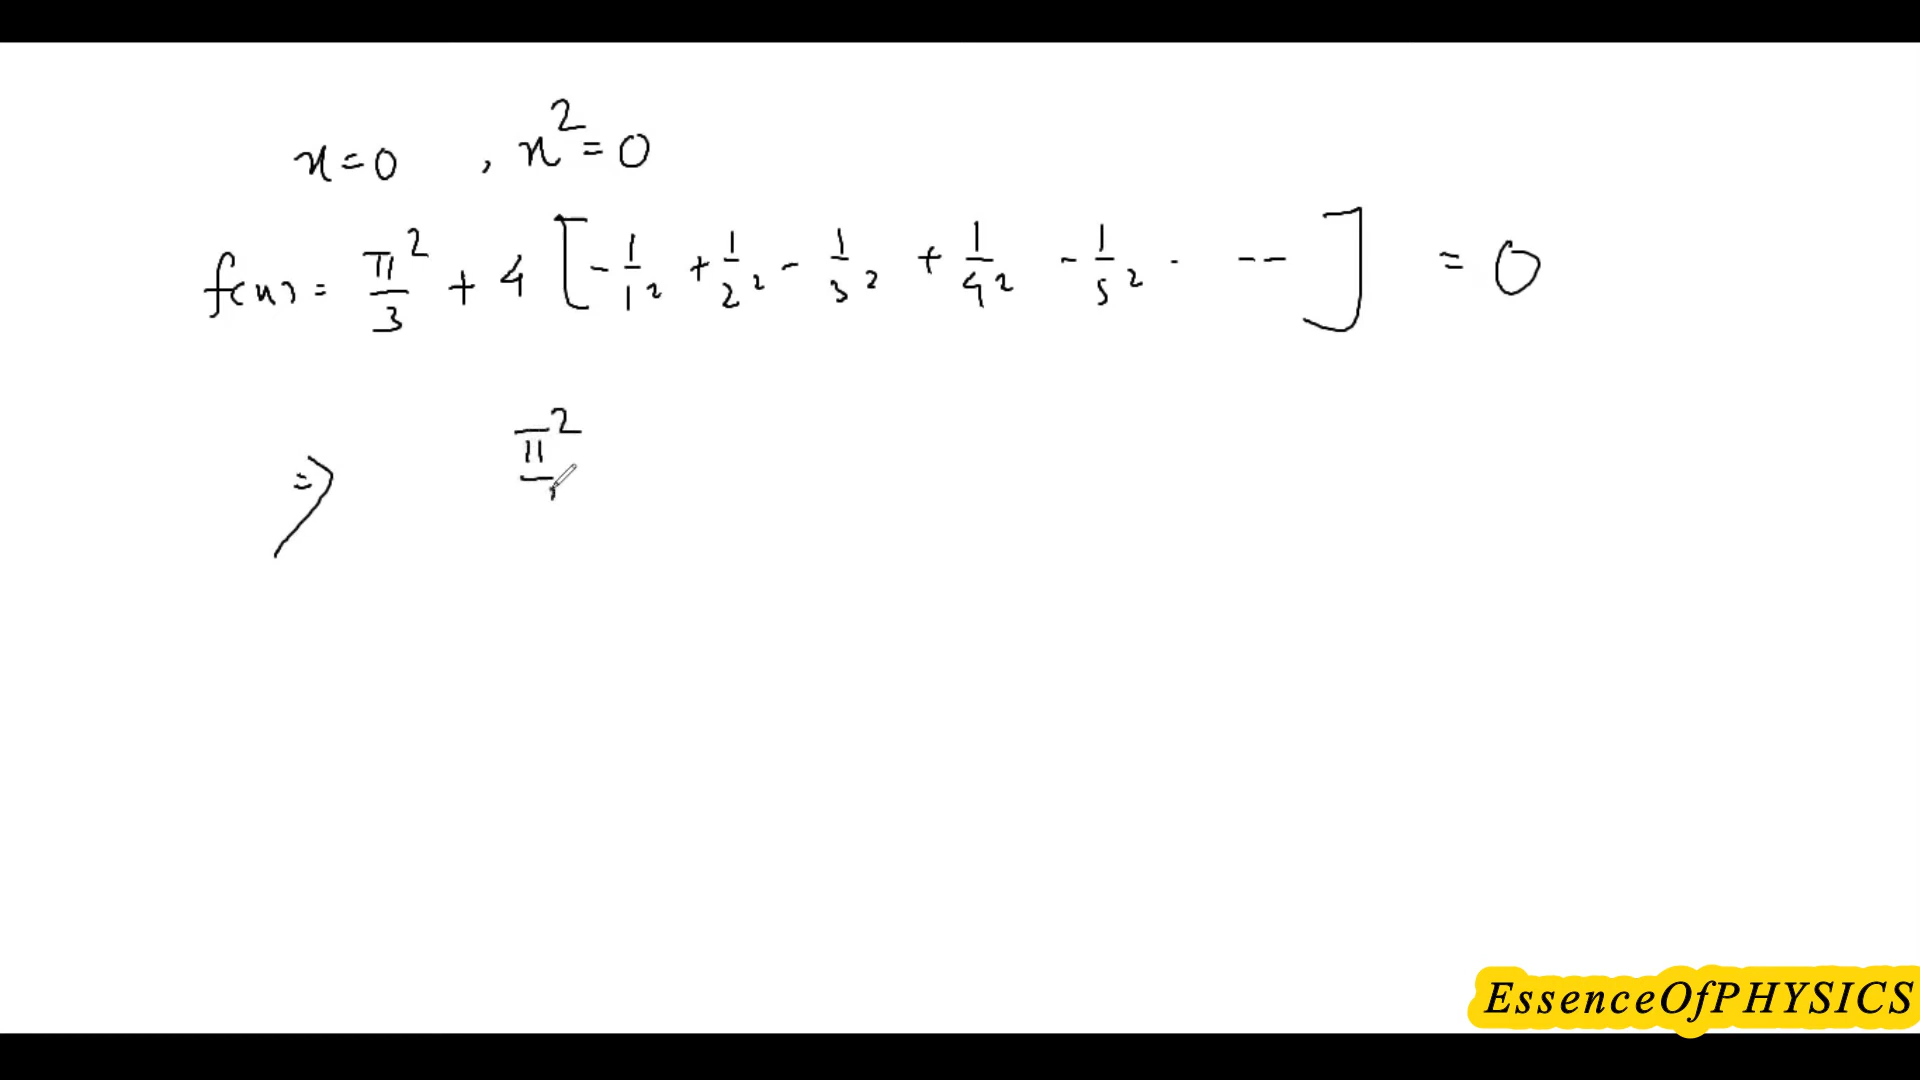 x=0 , x²=0
f(x) = π²/3 + 4 [ - 1/1² + 1/2² - 1/3² + 1/4² - 1/5² - -- ] = 0
=> π²
EssenceOfPHYSICS